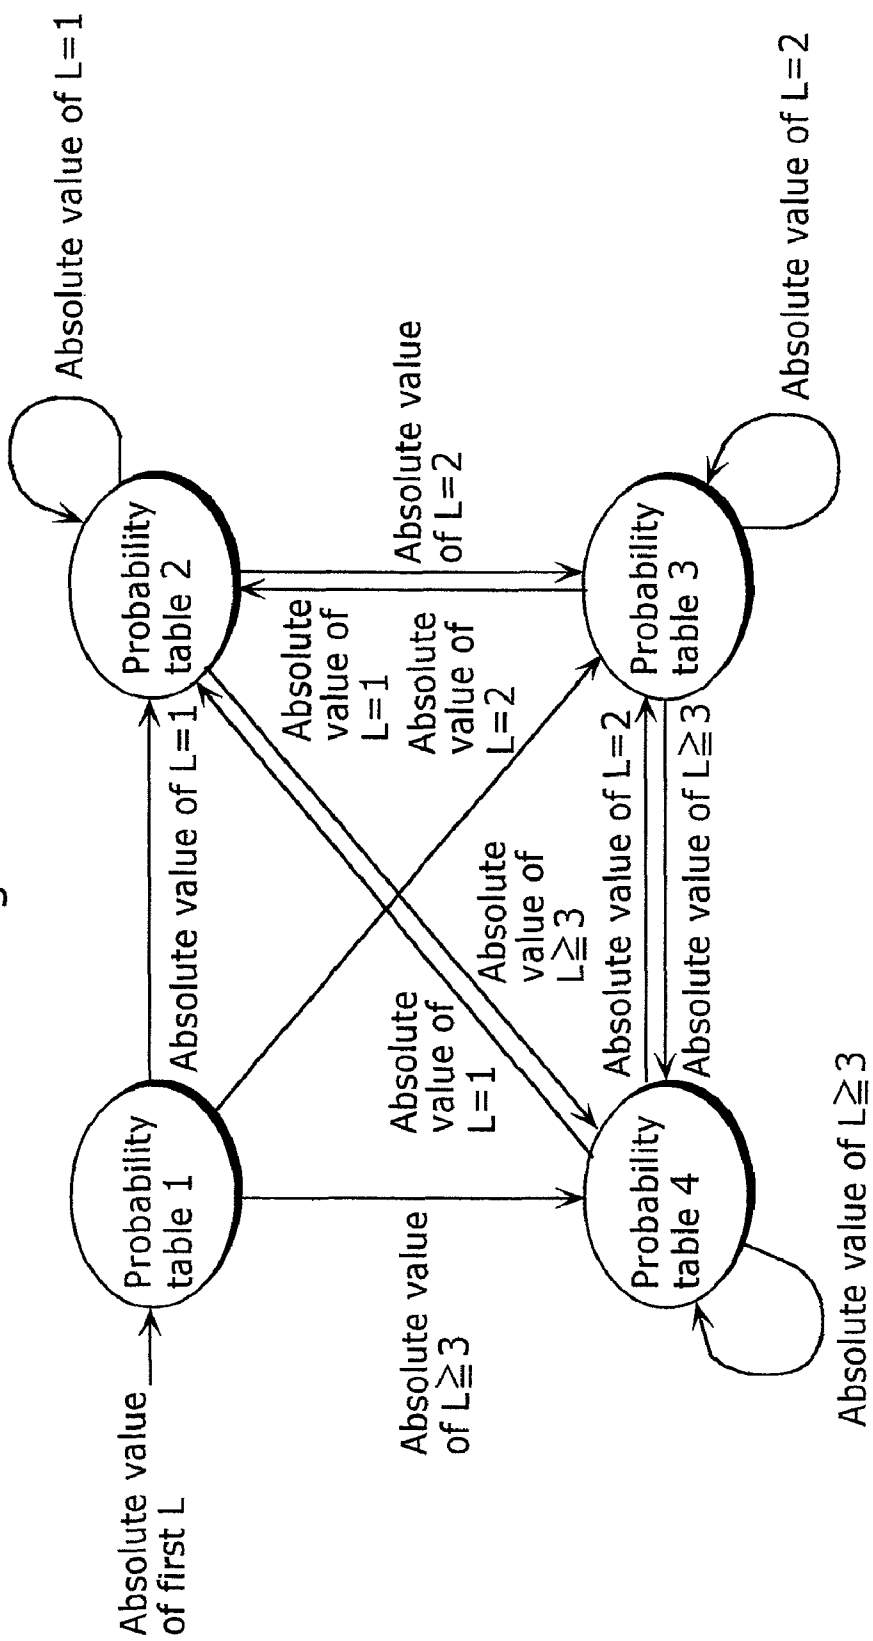 Absolute value
of first L
Probability
table 1
Absolute value of L=1
Probability
table 2
Absolute value of L=1
Absolute value
of L≧3
Absolute
value of
L=1
Absolute
value of
L≧3
Absolute
value of
L=1
Absolute
value of
L=2
Absolute value
of L=2
Probability
table 4
Absolute value of L=2
Absolute value of L≧3
Probability
table 3
Absolute value of L≧3
Absolute value of L=2